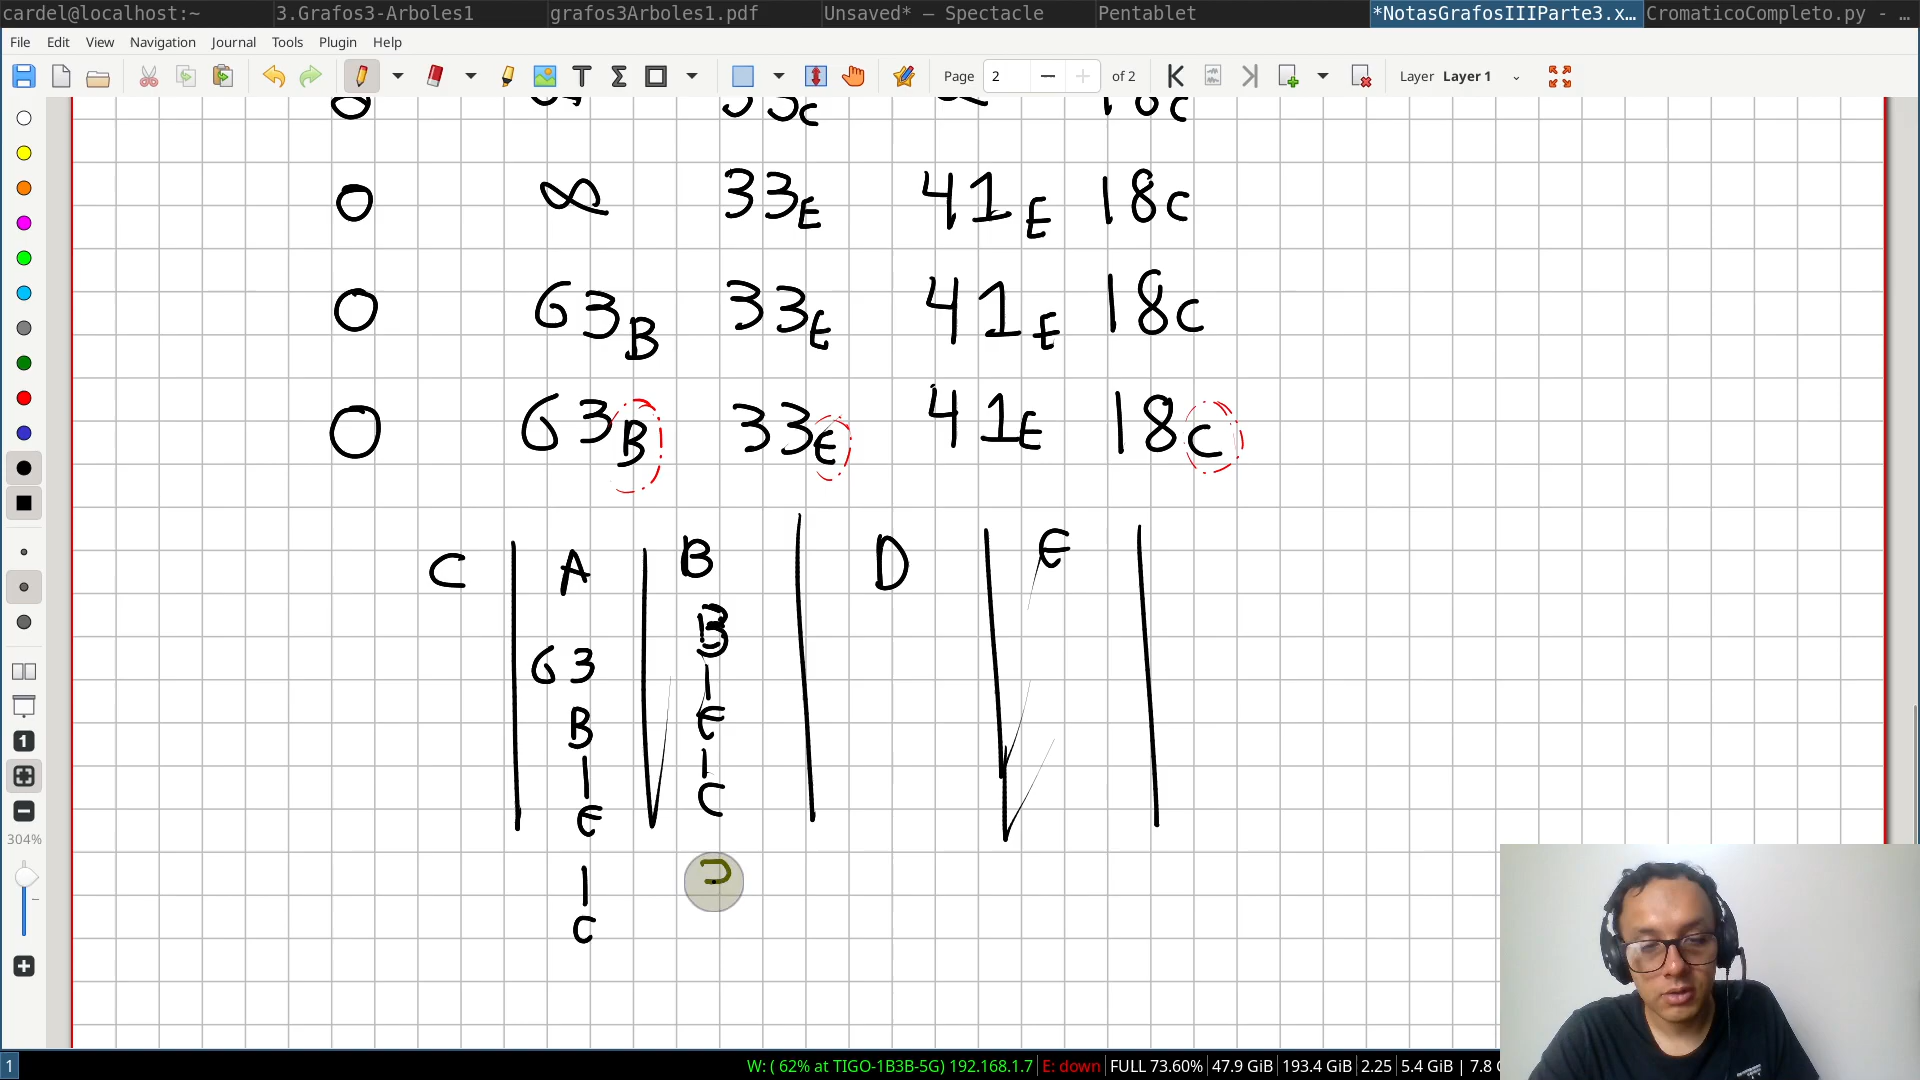 cardel@localhost:~ 3.Grafos3-Arboles1 grafos3Arboles1.pdf Unsaved* — Spectacle Pentablet *NotasGrafosIIIParte3.x… CromaticoCompleto.py - …
File Edit View Navigation Journal Tools Plugin Help
Page 2 of 2 Layer Layer 1
0 ∞ 33E 41E 18C
0 63B 33E 41E 18C
0 63B 33E 41E 18C
C A B D E
63
B
E
C
B
E
C
304%
1 W: ( 62% at TIGO-1B3B-5G) 192.168.1.7 E: down FULL 73.60% 47.9 GiB 193.4 GiB 2.25 5.4 GiB | 7.8